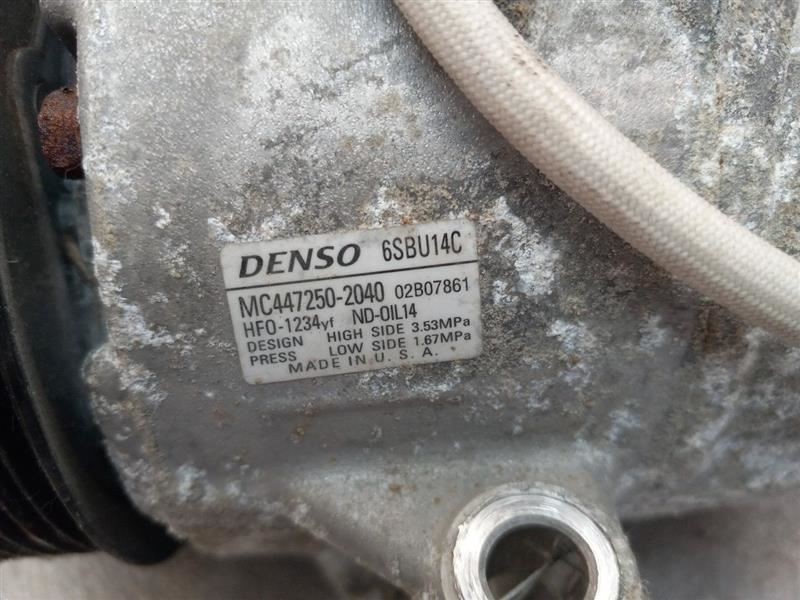 DENSO 6SBU14C
MC447250-2040 02B07861
HFO-1234yf ND-OIL14
DESIGN HIGH SIDE 3.53MPa
PRESS LOW SIDE 1.67MPa
MADE IN U.S.A.